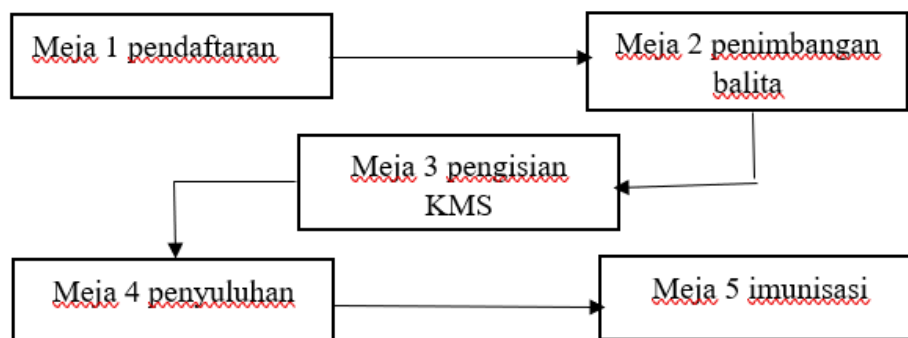 Meja 1 pendaftaran
Meja 2 penimbangan
balita
Meja 3 pengisian
KMS
Meja 4 penyuluhan
Meja 5 imunisasi